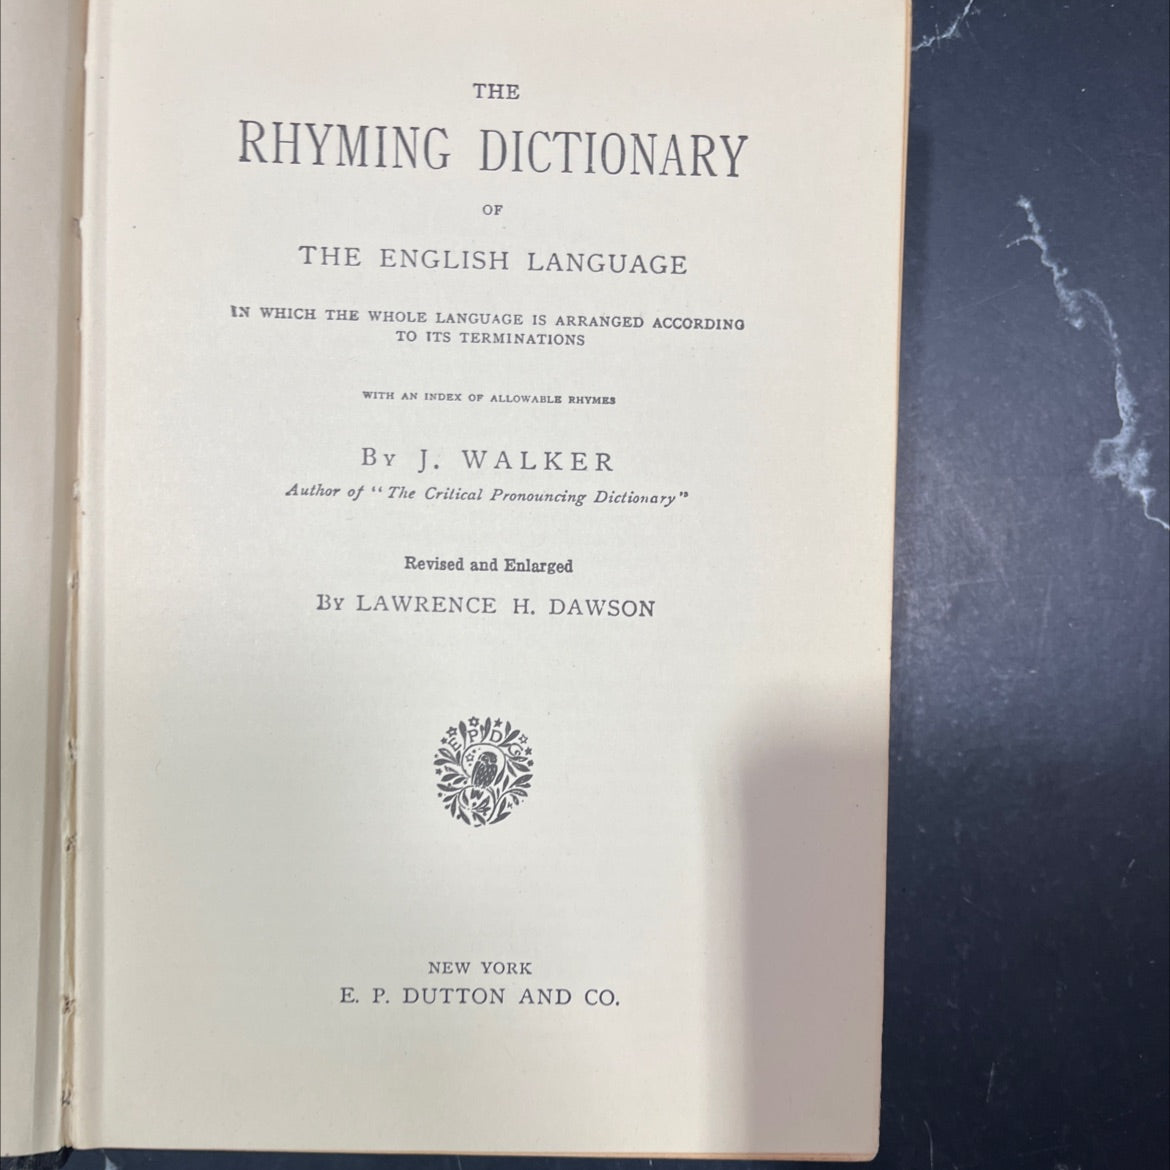 THE
RHYMING DICTIONARY
OF
THE ENGLISH LANGUAGE
IN WHICH THE WHOLE LANGUAGE IS ARRANGED ACCORDING
TO ITS TERMINATIONS
WITH AN INDEX OF ALLOWABLE RHYMES
By J. WALKER
Author of "The Critical Pronouncing Dictionary"
Revised and Enlarged
By LAWRENCE H. DAWSON
E P D
NEW YORK
E. P. DUTTON AND CO.